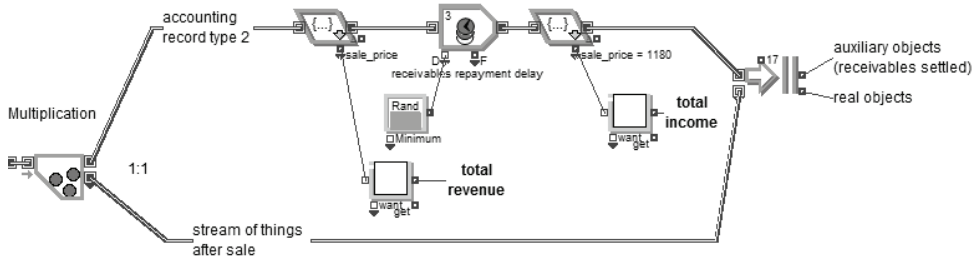 accounting
record type 2
{...}
sale_price
3
D
F
receivables repayment delay
{...}
sale_price = 1180
17
auxiliary objects
(receivables settled)
real objects
Multiplication
1:1
Rand
Minimum
total
income
want
get
total
revenue
want
get
stream of things
after sale